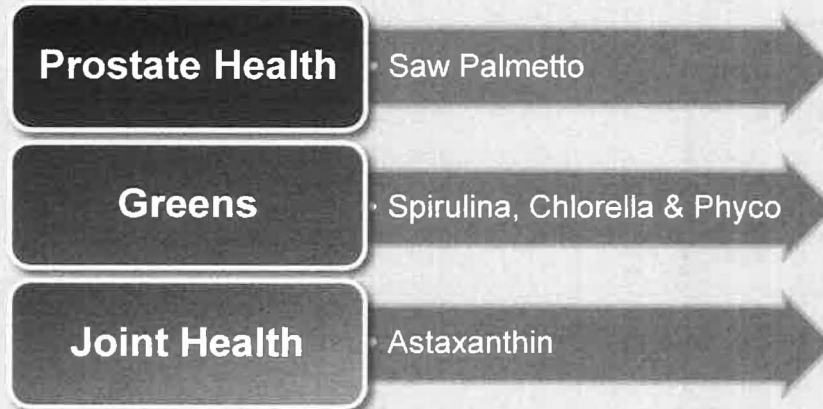 Prostate Health
• Saw Palmetto
Greens
• Spirulina, Chlorella & Phyco
Joint Health
• Astaxanthin